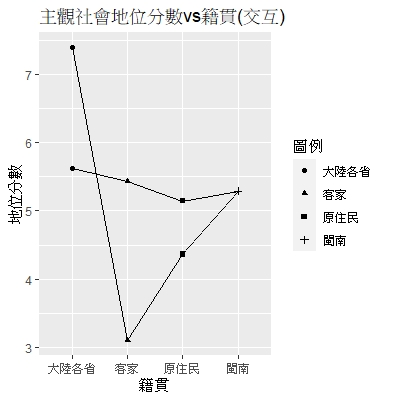 主觀社會地位分數vs籍貫(交互)
地位分數
7
6
5
4
3
大陸各省
客家
原住民
閩南
籍貫
圖例
大陸各省
客家
原住民
閩南